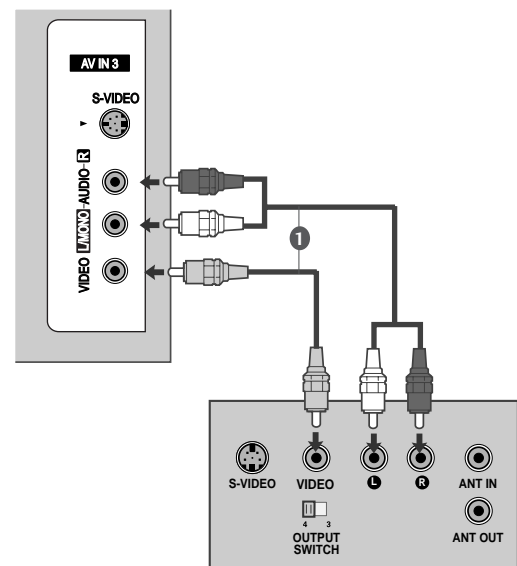 AV IN 3
S-VIDEO
VIDEO L/MONO AUDIO R
1
S-VIDEO
VIDEO
L
R
ANT IN
4 3
OUTPUT
SWITCH
ANT OUT